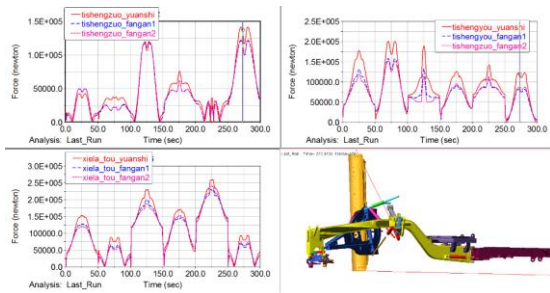 tishengzuo_yuanshi
tishengzuo_fangan1
tishengzuo_fangan2
Force (newton)
1.5E+005
1.0E+005
50000.0
0.0
0.0 50.0 100.0 150.0 200.0 250.0 300.0
Analysis: Last_Run Time (sec)
tishengyou_yuanshi
tishengyou_fangan1
tishengyou_fangan2
Force (newton)
2.5E+005
2.0E+005
1.5E+005
100000.0
50000.0
0.0
0.0 50.0 100.0 150.0 200.0 250.0 300.0
Analysis: Last_Run Time (sec)
xiela_tou_yuanshi
xiela_tou_fangan1
xiela_tou_fangan2
Force (newton)
3.0E+005
2.5E+005
2.0E+005
1.5E+005
1.0E+005
50000.0
0.0
0.0 50.0 100.0 150.0 200.0 250.0 300.0
Analysis: Last_Run Time (sec)